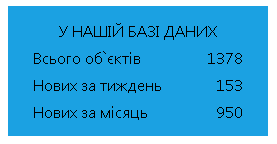 У НАШІЙ БАЗІ ДАНИХ
Всього об`єктів 1378
Нових за тиждень 153
Нових за місяць 950